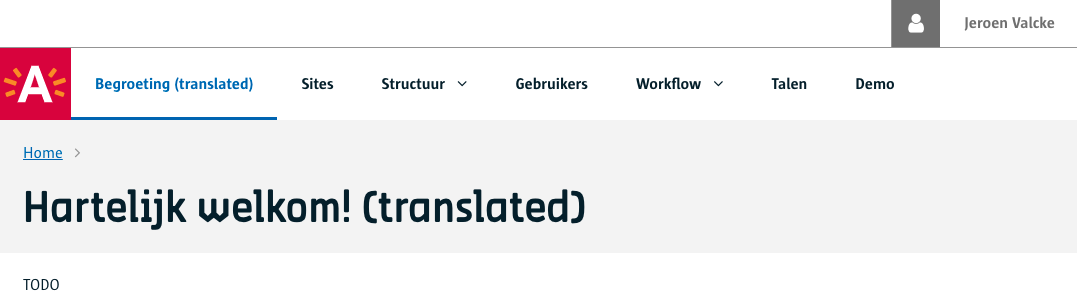 Jeroen Valcke
A Begroeting (translated) Sites Structuur Gebruikers Workflow Talen Demo
Home
Hartelijk welkom! (translated)
TODO